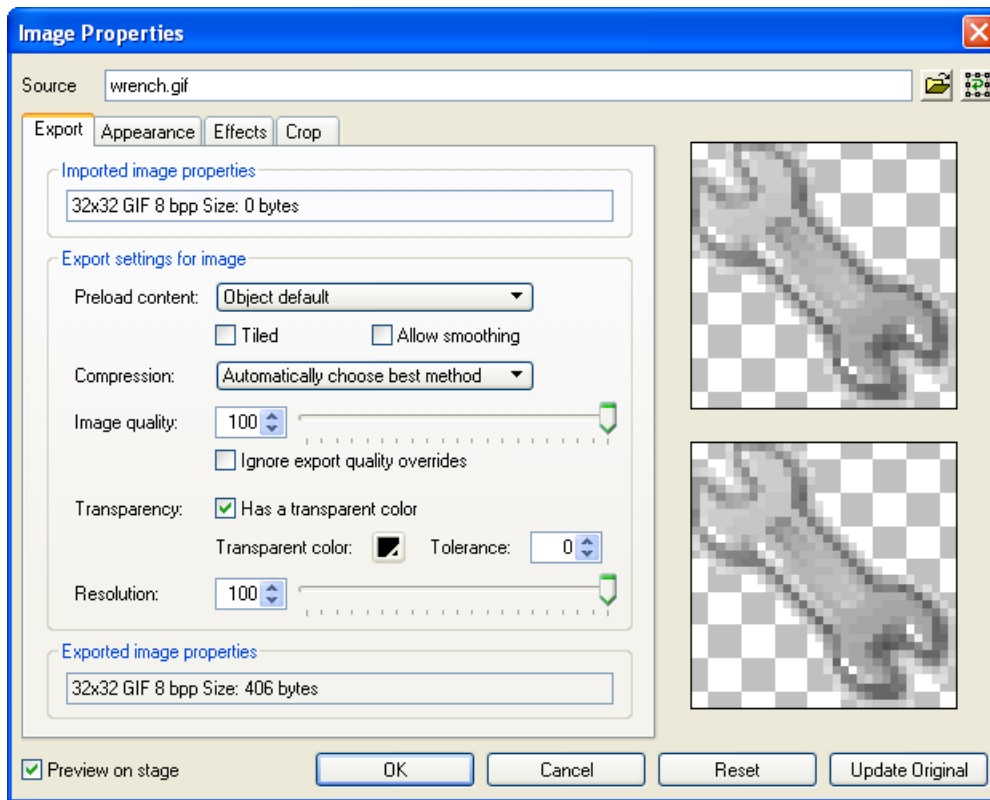 Image Properties
Source wrench.gif
Export Appearance Effects Crop
Imported image properties
32x32 GIF 8 bpp Size: 0 bytes
Export settings for image
Preload content: Object default
Tiled Allow smoothing
Compression: Automatically choose best method
Image quality: 100
Ignore export quality overrides
Transparency: Has a transparent color
Transparent color: Tolerance: 0
Resolution: 100
Exported image properties
32x32 GIF 8 bpp Size: 406 bytes
Preview on stage OK Cancel Reset Update Original